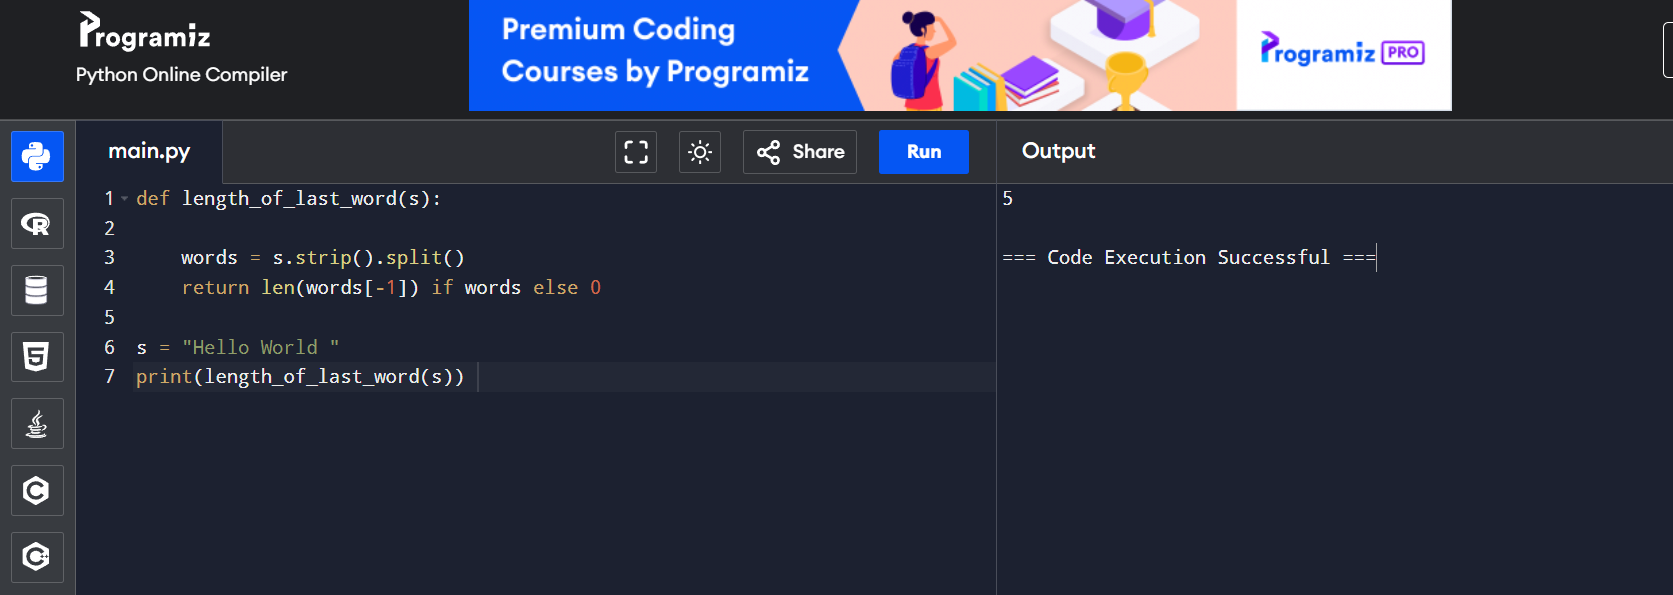 Programiz
Python Online Compiler
Premium Coding
Courses by Programiz
Programiz PRO
main.py
Share
Run
Output
1 def length_of_last_word(s):
2
3     words = s.strip().split()
4     return len(words[-1]) if words else 0
5
6 s = "Hello World "
7 print(length_of_last_word(s))
5
=== Code Execution Successful ===